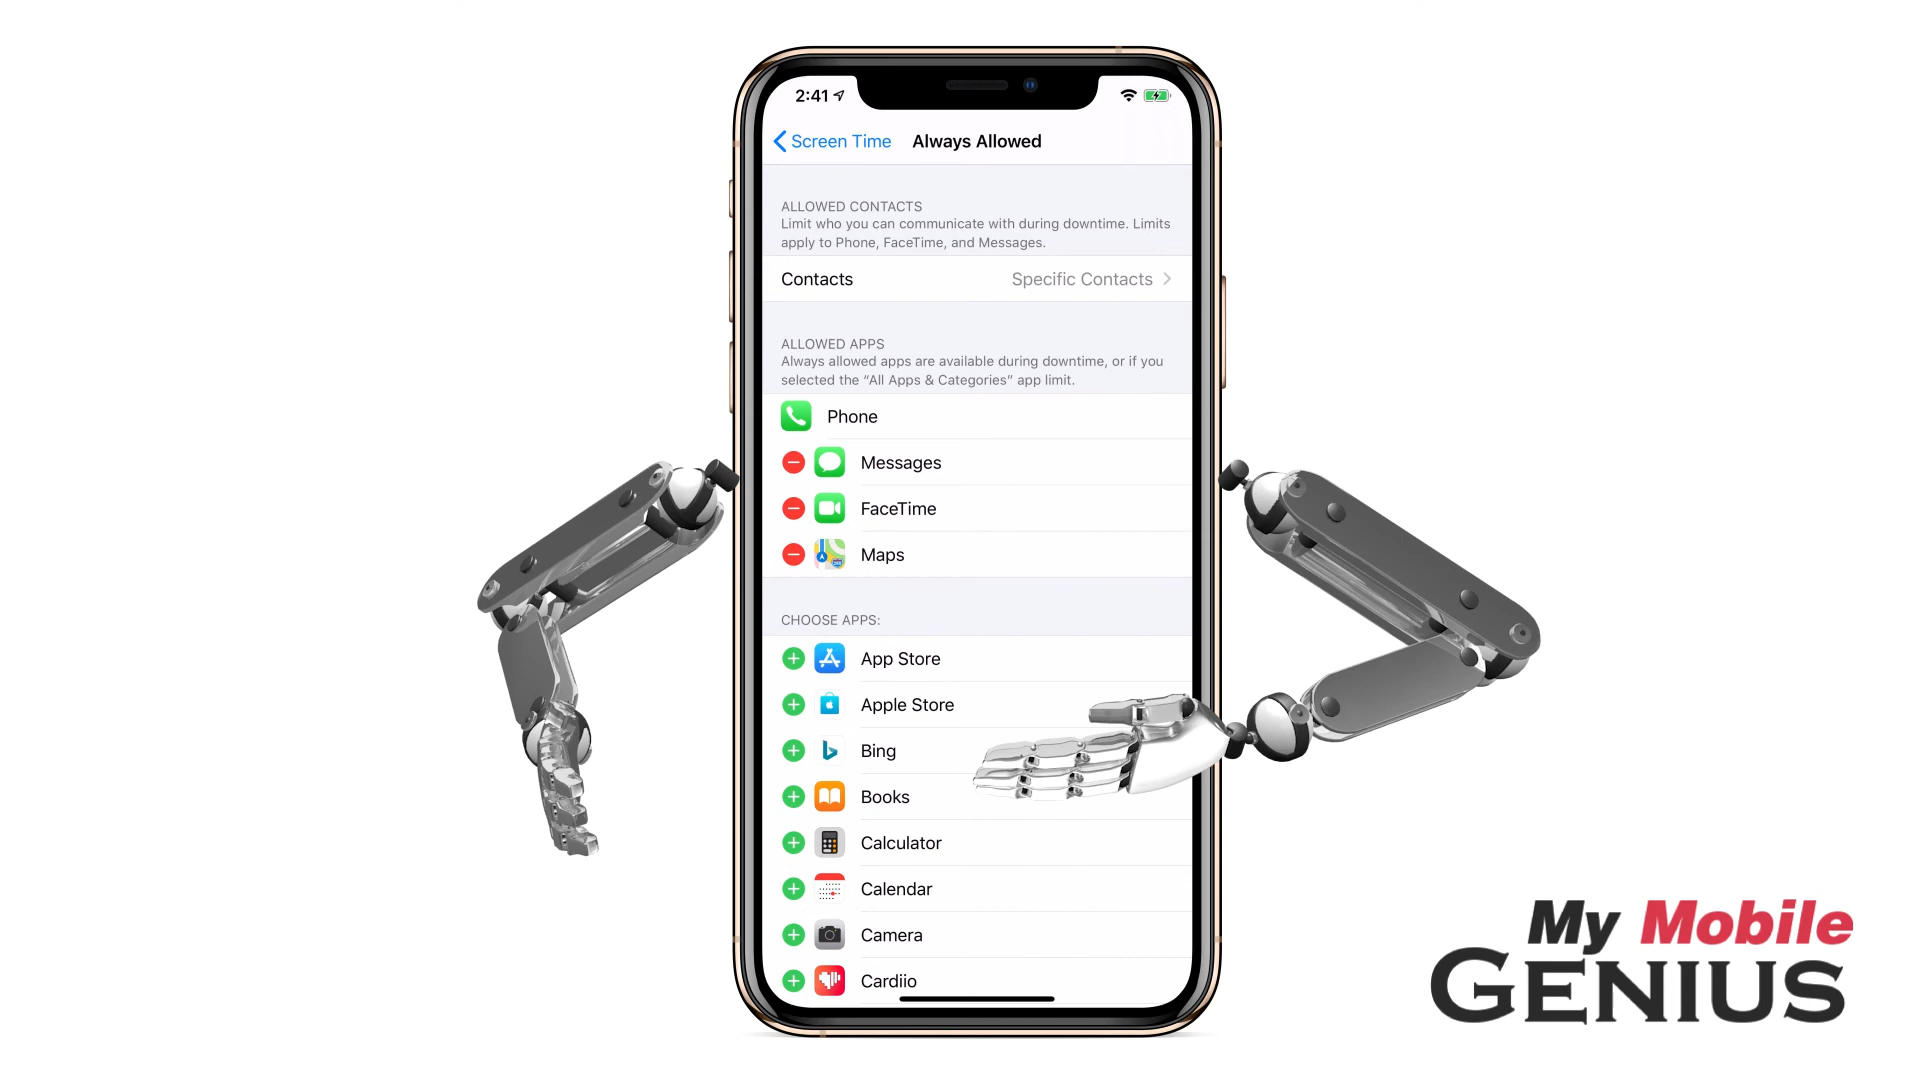 2:41
Screen Time Always Allowed
ALLOWED CONTACTS
Limit who you can communicate with during downtime. Limits
apply to Phone, FaceTime, and Messages.
Contacts Specific Contacts
ALLOWED APPS
Always allowed apps are available during downtime, or if you
selected the “All Apps & Categories” app limit.
Phone
Messages
FaceTime
Maps
CHOOSE APPS:
App Store
Apple Store
Bing
Books
Calculator
Calendar
Camera
Cardiio
My Mobile
GENIUS